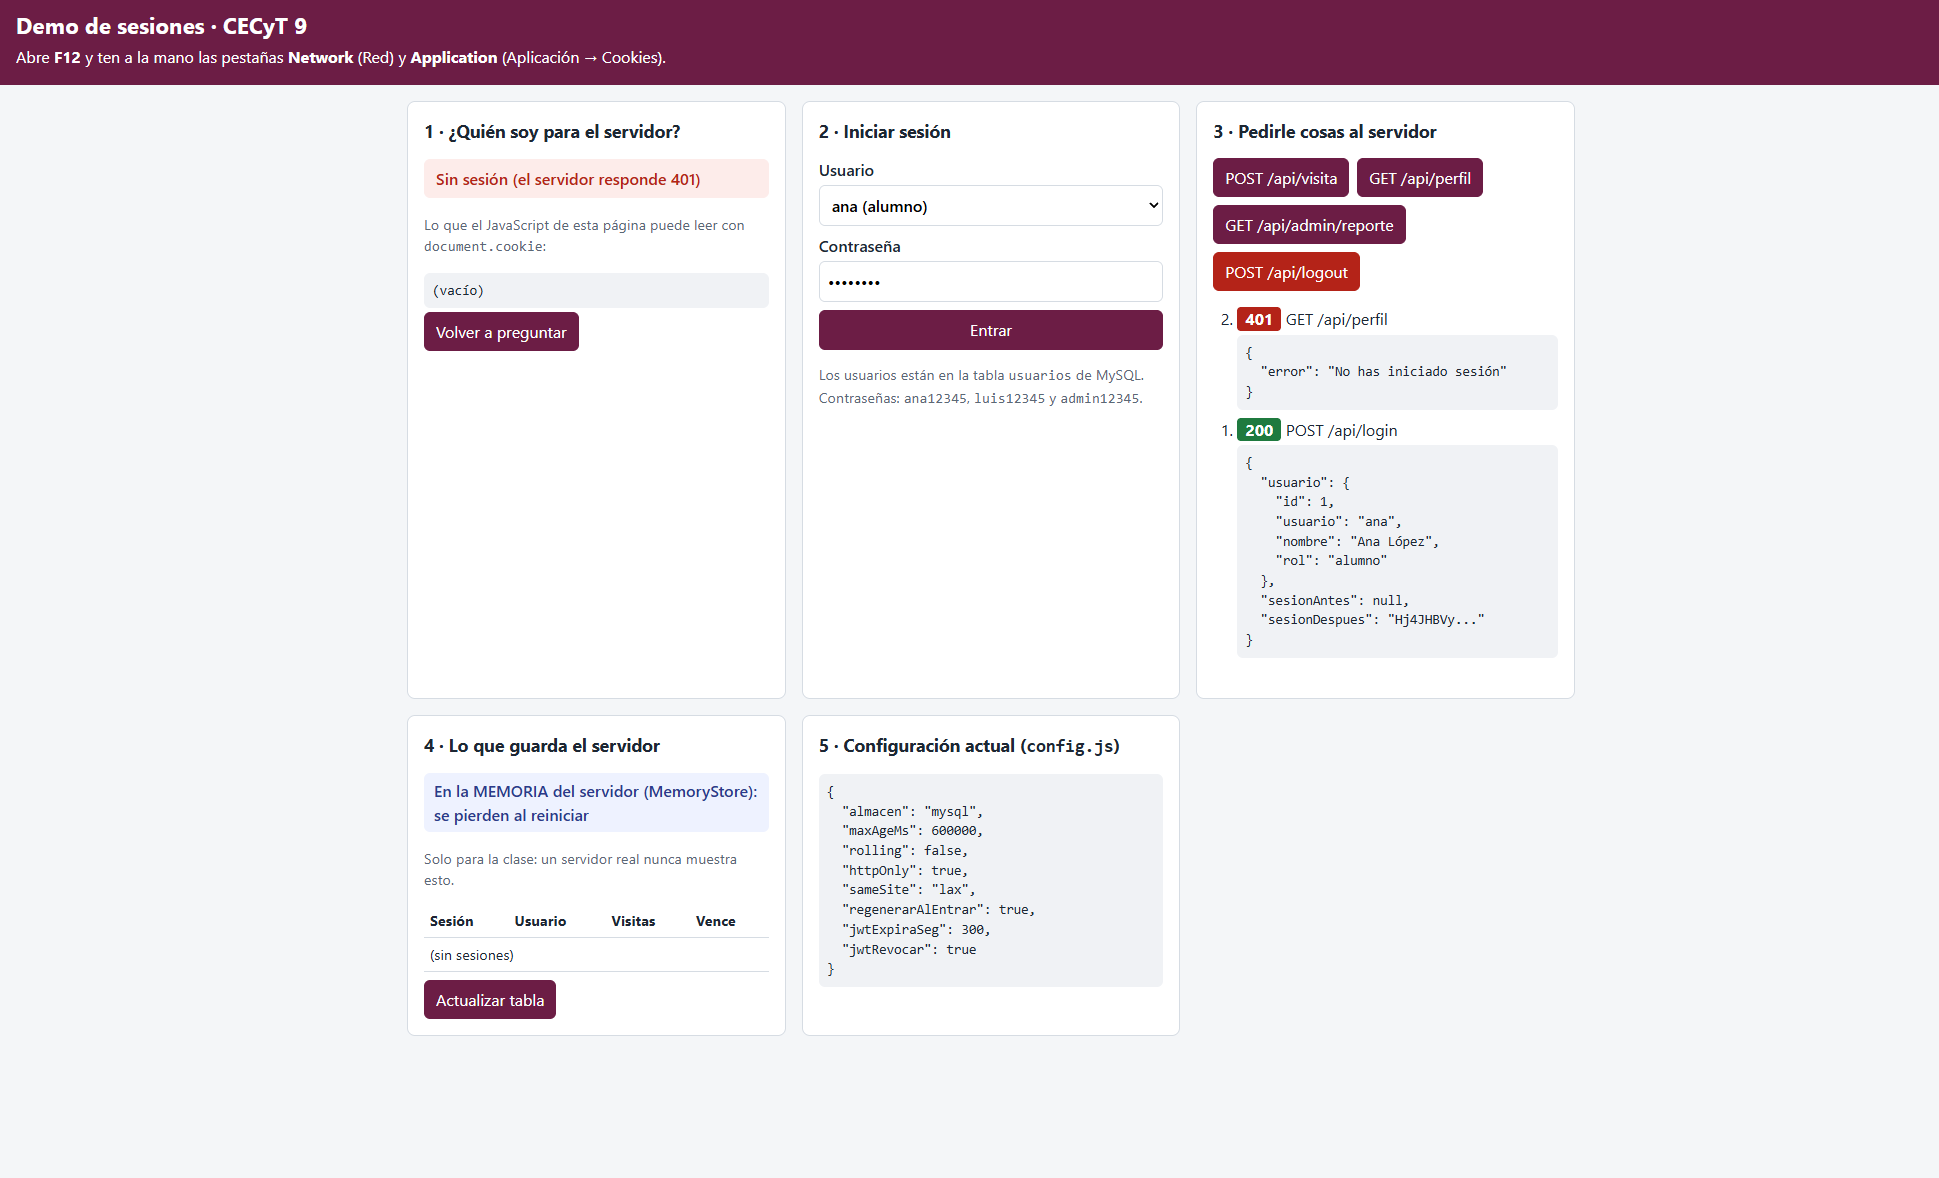 Demo de sesiones · CECyT 9
Abre F12 y ten a la mano las pestañas Network (Red) y Application (Aplicación → Cookies).
1 · ¿Quién soy para el servidor?
Sin sesión (el servidor responde 401)
Lo que el JavaScript de esta página puede leer con
document.cookie:
(vacío)
Volver a preguntar
2 · Iniciar sesión
Usuario
ana (alumno)
Contraseña
••••••••
Entrar
Los usuarios están en la tabla usuarios de MySQL.
Contraseñas: ana12345, luis12345 y admin12345.
3 · Pedirle cosas al servidor
POST /api/visita
GET /api/perfil
GET /api/admin/reporte
POST /api/logout
2. 401 GET /api/perfil
{
  "error": "No has iniciado sesión"
}
1. 200 POST /api/login
{
  "usuario": {
    "id": 1,
    "usuario": "ana",
    "nombre": "Ana López",
    "rol": "alumno"
  },
  "sesionAntes": null,
  "sesionDespues": "Hj4JHBVy..."
}
4 · Lo que guarda el servidor
En la MEMORIA del servidor (MemoryStore):
se pierden al reiniciar
Solo para la clase: un servidor real nunca muestra
esto.
Sesión Usuario Visitas Vence
(sin sesiones)
Actualizar tabla
5 · Configuración actual (config.js)
{
  "almacen": "mysql",
  "maxAgeMs": 600000,
  "rolling": false,
  "httpOnly": true,
  "sameSite": "lax",
  "regenerarAlEntrar": true,
  "jwtExpiraSeg": 300,
  "jwtRevocar": true
}